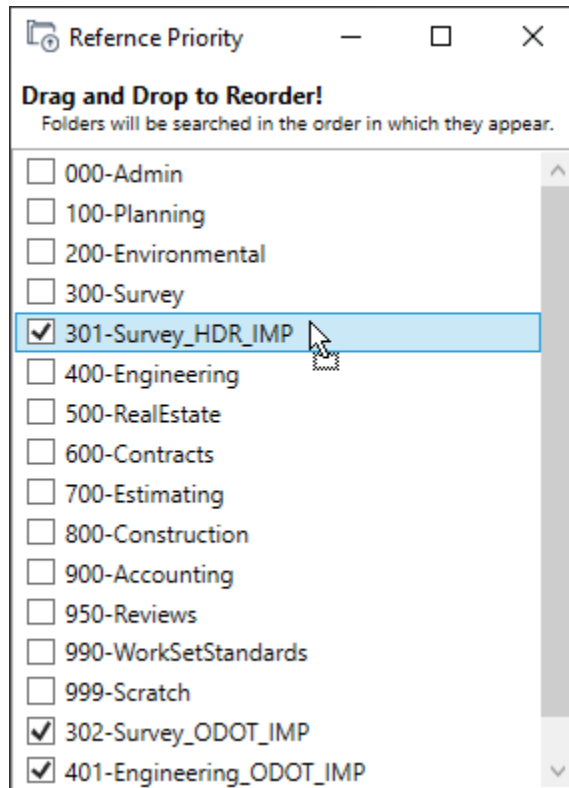 Refernce Priority
Drag and Drop to Reorder!
Folders will be searched in the order in which they appear.
000-Admin
100-Planning
200-Environmental
300-Survey
301-Survey_HDR_IMP
400-Engineering
500-RealEstate
600-Contracts
700-Estimating
800-Construction
900-Accounting
950-Reviews
990-WorkSetStandards
999-Scratch
302-Survey_ODOT_IMP
401-Engineering_ODOT_IMP